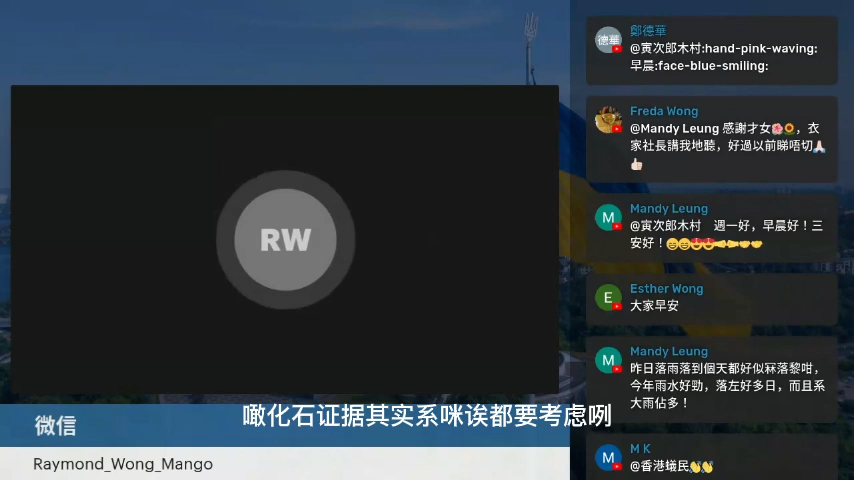 RW
噉化石证据其实系咪诶都要考虑咧
微信
Raymond_Wong_Mango
德華
鄭德華
@寅次郎木村:hand-pink-waving:
早晨:face-blue-smiling:
Freda Wong
@Mandy Leung 感謝才女🌺🌻，衣
家社長講我地聽，好過以前睇唔切🙏🏻
👍🏻
M
Mandy Leung
@寅次郎木村　週一好，早晨好！三
安好！
E
Esther Wong
大家早安
M
Mandy Leung
昨日落雨落到個天都好似冧落黎咁，
今年雨水好勁，落左好多日，而且系
大雨佔多！
M
M K
@香港蟻民👋👋